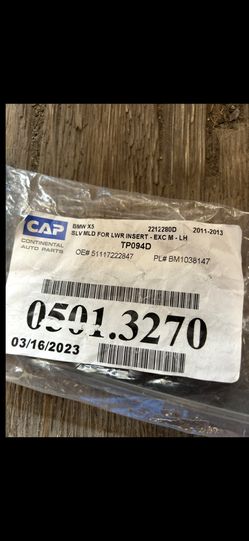 CAP
CONTINENTAL
AUTO PARTS
BMW X5 2212280D 2011-2013
SLV MLD FOR LWR INSERT - EXC M - LH
TP094D
OE# 51117222847 PL# BM1038147
0501.3270
03/16/2023